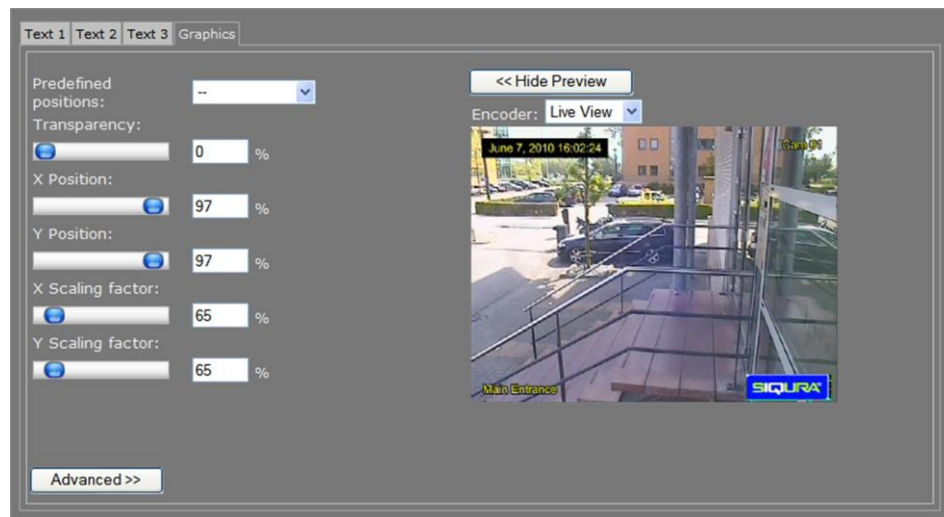 Text 1 Text 2 Text 3 Graphics
Predefined positions:
--
<< Hide Preview
Encoder: Live View
Transparency:
0 %
June 7, 2010 16:02:24
Cam 01
X Position:
97 %
Y Position:
97 %
X Scaling factor:
65 %
Y Scaling factor:
65 %
Main Entrance
SIQURA
Advanced >>